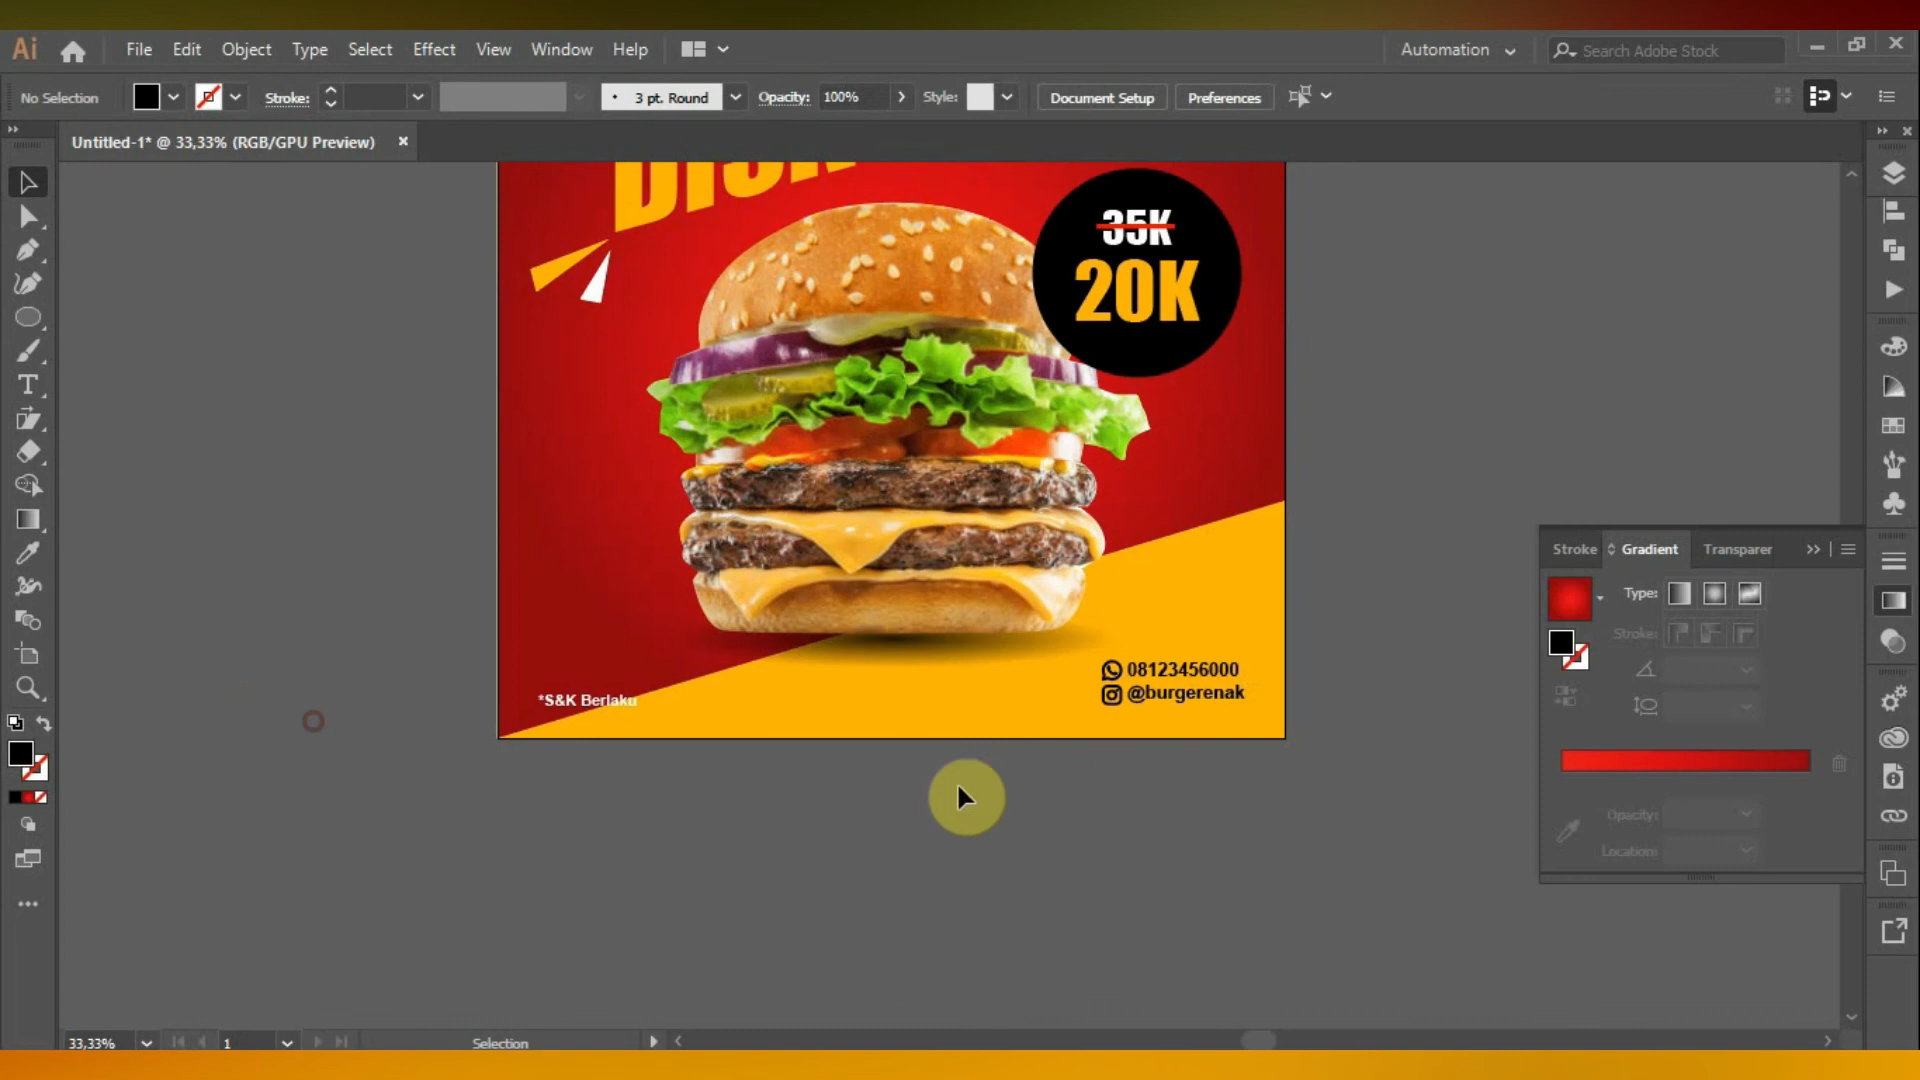 Ai
File Edit Object Type Select Effect View Window Help
Automation
Search Adobe Stock
No Selection
Stroke:
3 pt. Round
Opacity: 100%
Style:
Document Setup
Preferences
Untitled-1* @ 33,33% (RGB/GPU Preview)
35K
20K
Stroke Gradient Transparer
Type:
Stroke:
Opacity:
Location:
08123456000
@burgerenak
*S&K Berlaku
33,33%
1
Selection